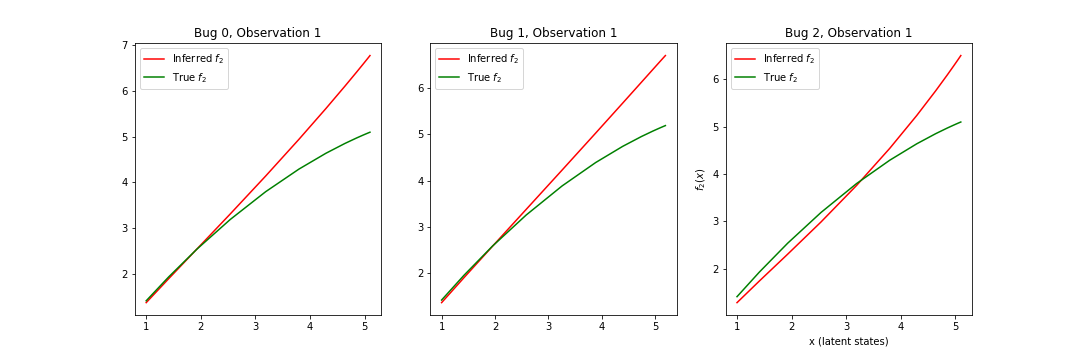 Bug 0, Observation 1
Inferred f₂
True f₂
7
6
5
4
3
2
1 2 3 4 5
Bug 1, Observation 1
Inferred f₂
True f₂
6
5
4
3
2
1 2 3 4 5
Bug 2, Observation 1
Inferred f₂
True f₂
f₂(x)
6
5
4
3
2
1 2 3 4 5
x (latent states)